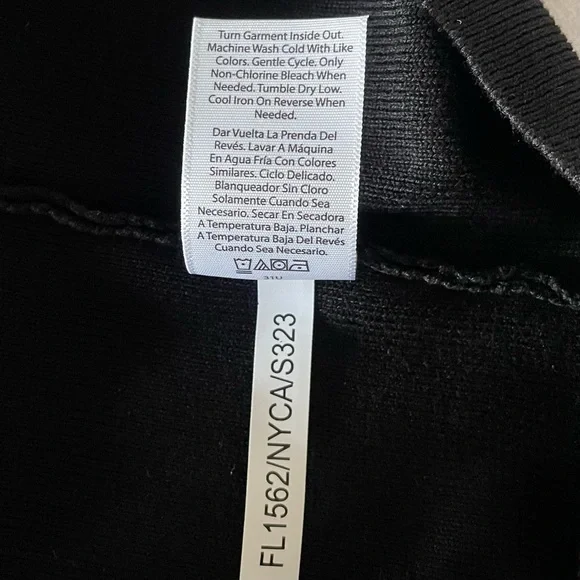 Turn Garment Inside Out.
Machine Wash Cold With Like
Colors. Gentle Cycle. Only
Non-Chlorine Bleach When
Needed. Tumble Dry Low.
Cool Iron On Reverse When
Needed.
Dar Vuelta La Prenda Del
Revés. Lavar A Máquina
En Agua Fría Con Colores
Similares. Ciclo Delicado.
Blanqueador Sin Cloro
Solamente Cuando Sea
Necesario. Secar En Secadora
A Temperatura Baja. Planchar
A Temperatura Baja Del Revés
Cuando Sea Necesario.
FL1562/NYCA/S323